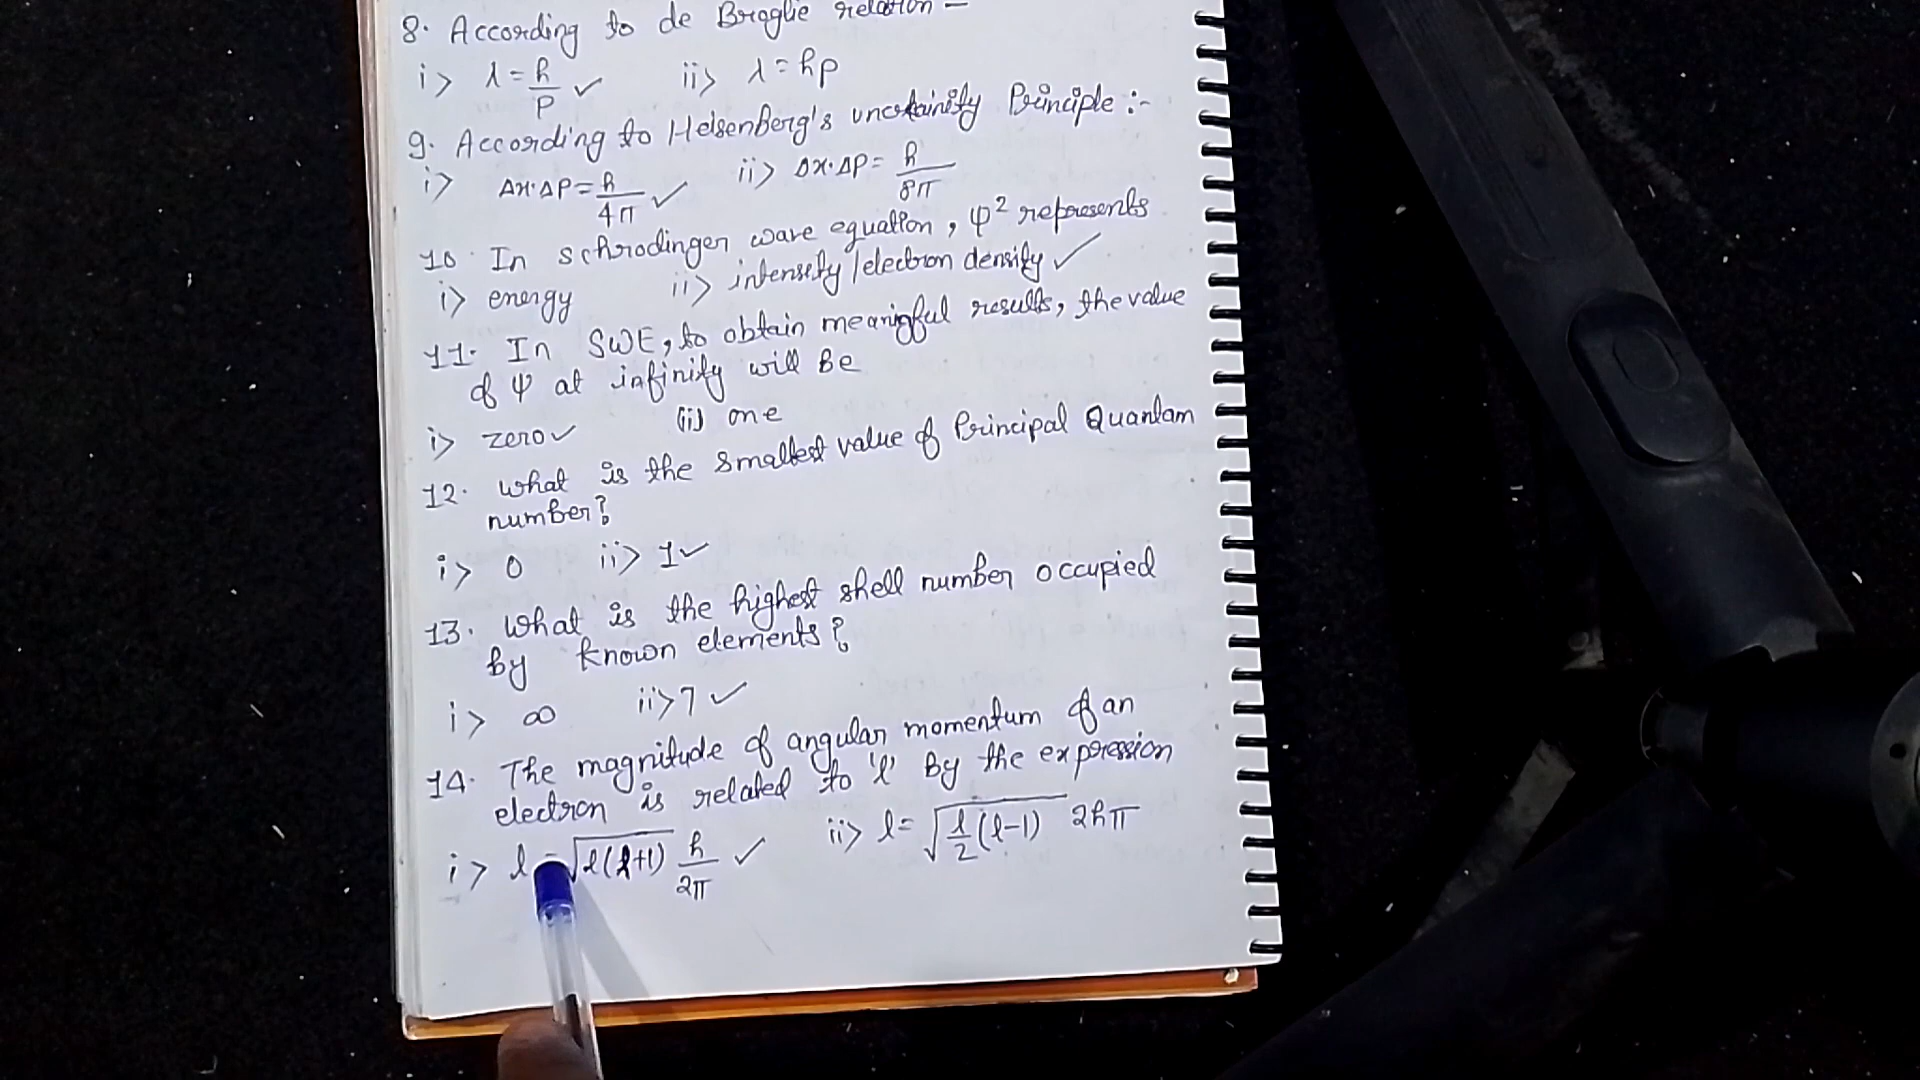 8. According to de Broglie relation -
i> λ = h/p ✓ ii> λ = hp
9. According to Heisenberg's uncertainity Principle :-
i> Δx·ΔP = h/4π ✓ ii> Δx·ΔP = h/8π
10. In schrodinger wave equation, ψ² represents
i> energy ii> intensity/electron density ✓
11. In SWE, to obtain meaningful results, the value
of ψ at infinity will be
i> zero ✓ (ii) one
12. What is the smallest value of Principal Quantam
number?
i> 0 ii> 1 ✓
13. What is the highest shell number occupied
by known elements?
i> ∞ ii> 7 ✓
14. The magnitude of angular momentum of an
electron is related to 'l' By the expression
i> l = √l(l+1) h/2π ✓ ii> l = √l/2(l-1) 2hπ